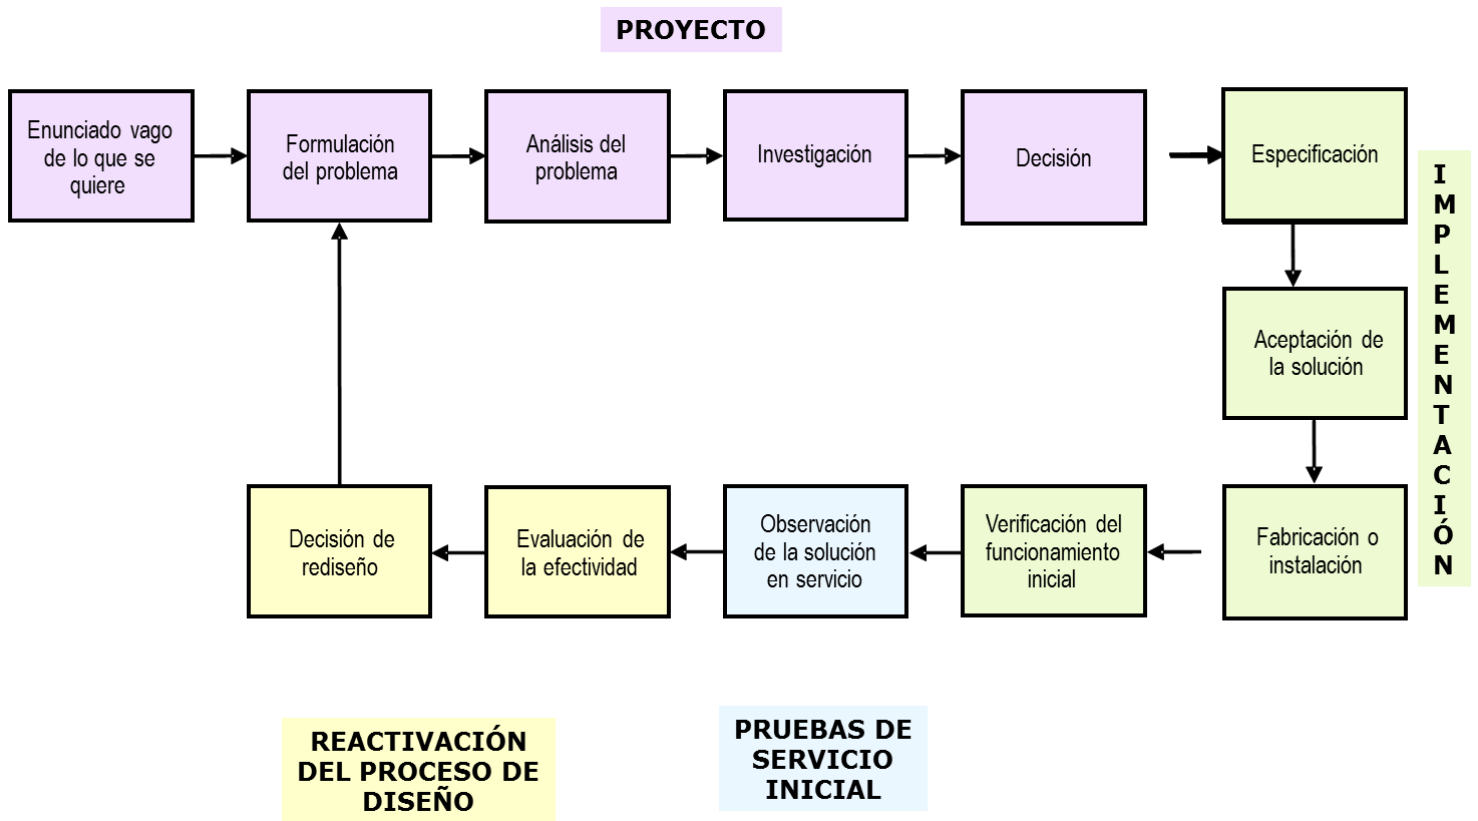 PROYECTO
Enunciado vago
de lo que se
quiere
Formulación
del problema
Análisis del
problema
Investigación
Decisión
Especificación
Aceptación de
la solución
Fabricación o
instalación
Verificación del
funcionamiento
inicial
Observación
de la solución
en servicio
Evaluación de
la efectividad
Decisión de
rediseño
IMPLEMENTACIÓN
REACTIVACIÓN
DEL PROCESO DE
DISEÑO
PRUEBAS DE
SERVICIO
INICIAL